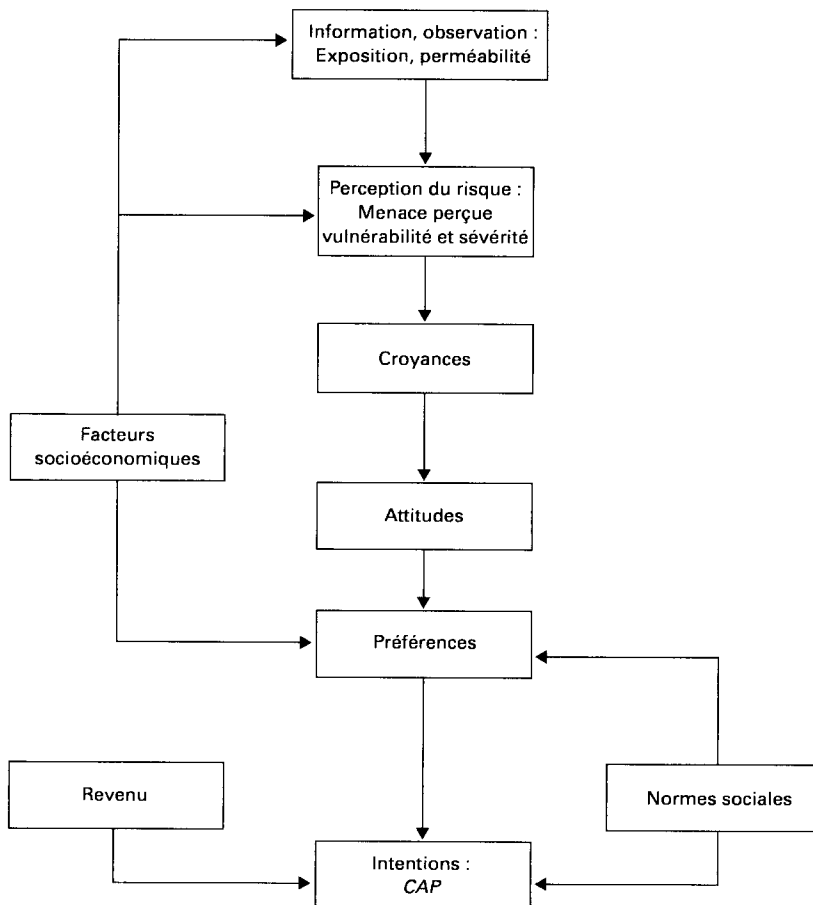 Information, observation :
Exposition, perméabilité
Perception du risque :
Menace perçue
vulnérabilité et sévérité
Croyances
Facteurs
socioéconomiques
Attitudes
Préférences
Revenu
Normes sociales
Intentions :
CAP